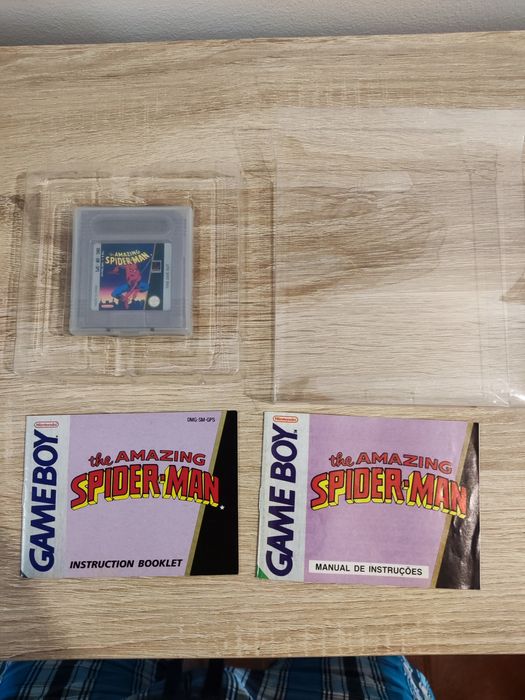 the AMAZING
SPIDER-MAN
Nintendo
GAME BOY
DMG-SM-GPS
the AMAZING
SPIDER-MAN
INSTRUCTION BOOKLET
Nintendo
GAME BOY
the AMAZING
SPIDER-MAN
MANUAL DE INSTRUÇÕES